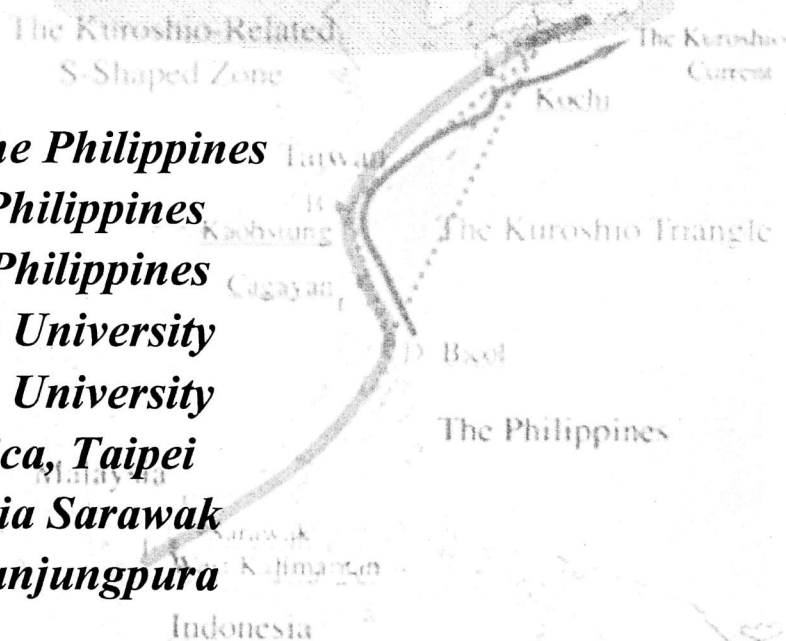 The Kuroshio-Related
The Kuroshio
S-Shaped Zone
Current
Kochi
he Philippines
Taiwan
Philippines
B
Kaohsiung
The Kuroshio Triangle
Philippines
Cagayan
University
D Bicol
University
The Philippines
ica, Taipei
Malaysia
ia Sarawak
Sarawak
West Kalimantan
anjungpura
Indonesia